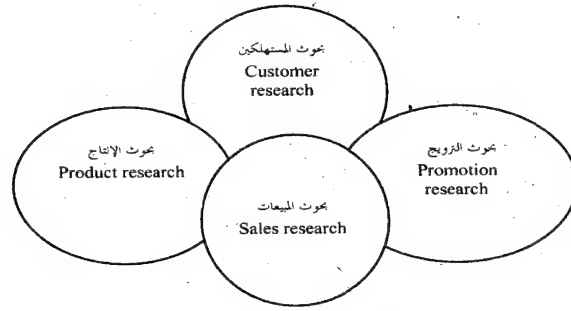 بحوث المستهلكين
Customer
research
بحوث الإنتاج
Product research
بحوث الترويج
Promotion
research
بحوث المبيعات
Sales research